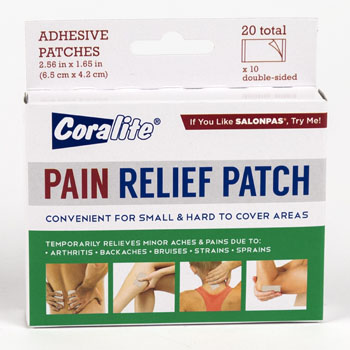 ADHESIVE PATCHES
2.56 in x 1.65 in
(6.5 cm x 4.2 cm)
20 total
x 10
double-sided
Coralite®
If You Like SALONPAS®, Try Me!
PAIN RELIEF PATCH
CONVENIENT FOR SMALL & HARD TO COVER AREAS
TEMPORARILY RELIEVES MINOR ACHES & PAINS DUE TO:
• ARTHRITIS • BACKACHES • BRUISES • STRAINS • SPRAINS